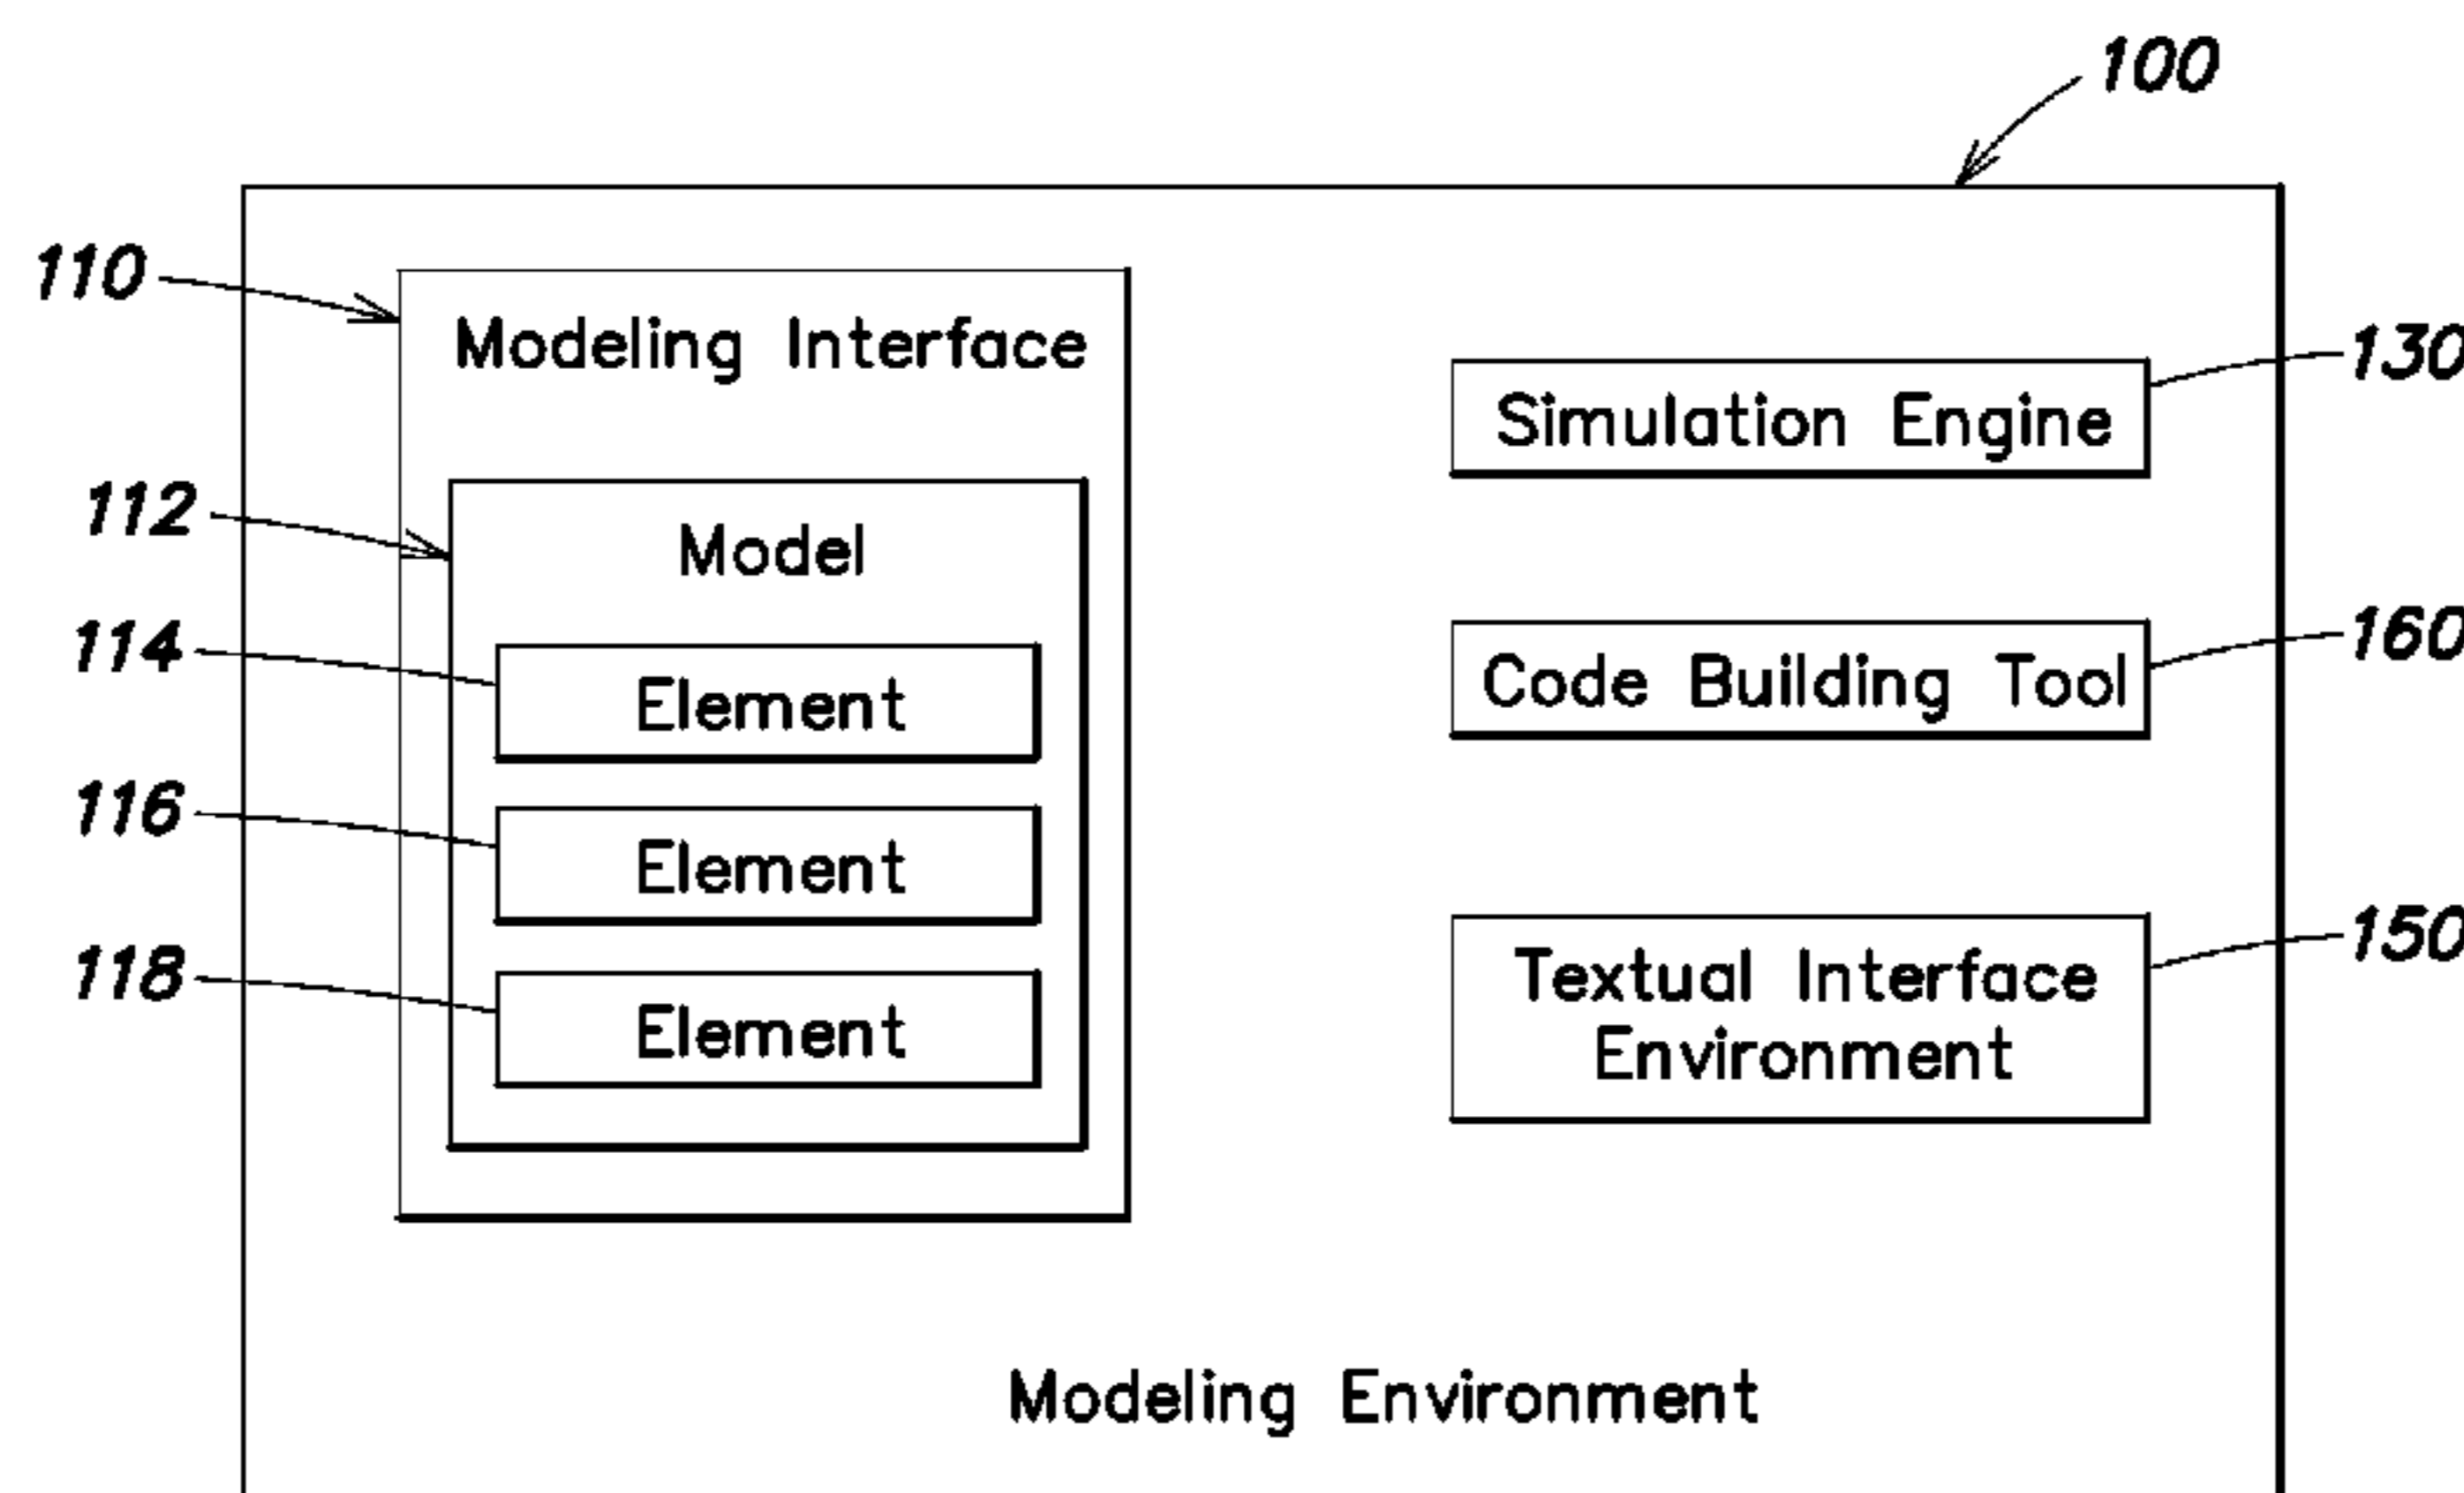 100
110
Modeling Interface
130
Simulation Engine
112
Model
114
Element
160
Code Building Tool
116
Element
118
Element
150
Textual Interface
Environment
Modeling Environment